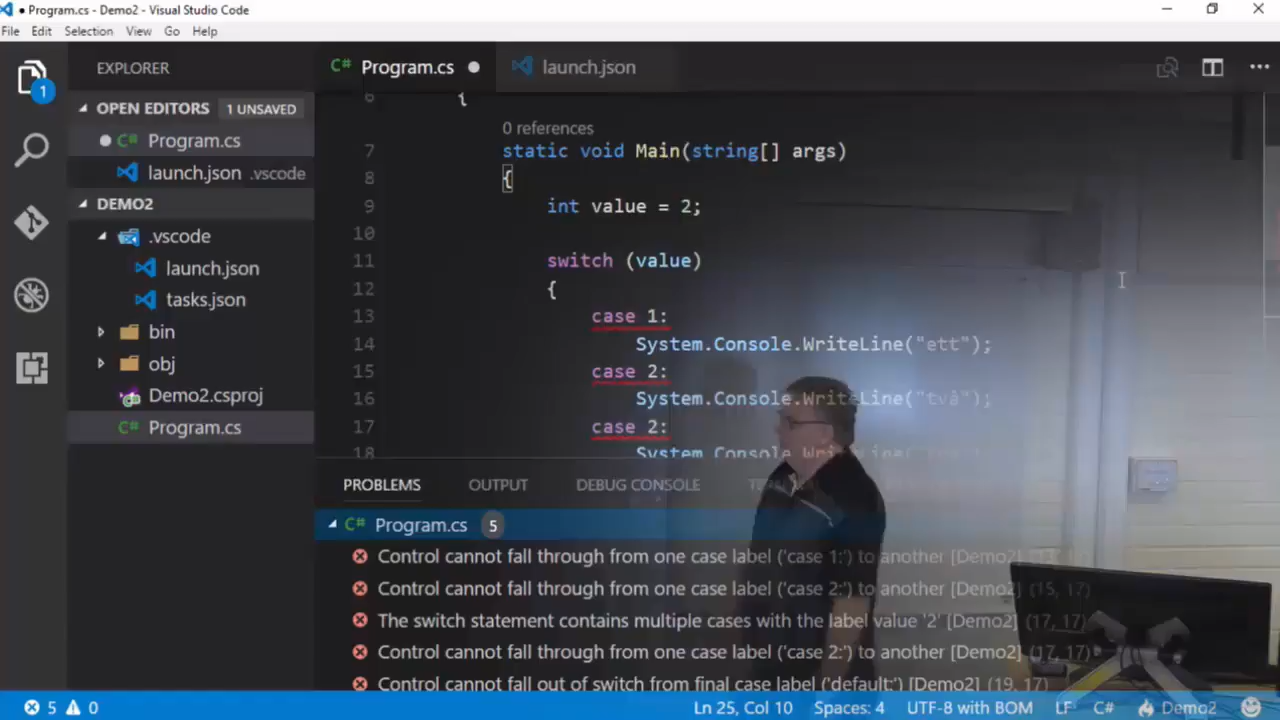 Program.cs - Demo2 - Visual Studio Code
File Edit Selection View Go Help
EXPLORER
OPEN EDITORS 1 UNSAVED
C# Program.cs
launch.json .vscode
DEMO2
.vscode
launch.json
tasks.json
bin
obj
Demo2.csproj
C# Program.cs
1
C# Program.cs
launch.json
6 {
0 references
7 static void Main(string[] args)
8 {
9 int value = 2;
10
11 switch (value)
12 {
13 case 1:
14 System.Console.WriteLine("ett");
15 case 2:
16 System.Console.WriteLine("två");
17 case 2:
18 System.Console.WriteLine(
PROBLEMS OUTPUT DEBUG CONSOLE
C# Program.cs 5
Control cannot fall through from one case label ('case 1:') to another [Demo2]
Control cannot fall through from one case label ('case 2:') to another [Demo2] (15, 17)
The switch statement contains multiple cases with the label value '2' [Demo2] (17, 17)
Control cannot fall through from one case label ('case 2:') to another [Demo2] (17, 17)
Control cannot fall out of switch from final case label ('default:') [Demo2] (19, 17)
5 0 Ln 25, Col 10 Spaces: 4 UTF-8 with BOM LF C# Demo2